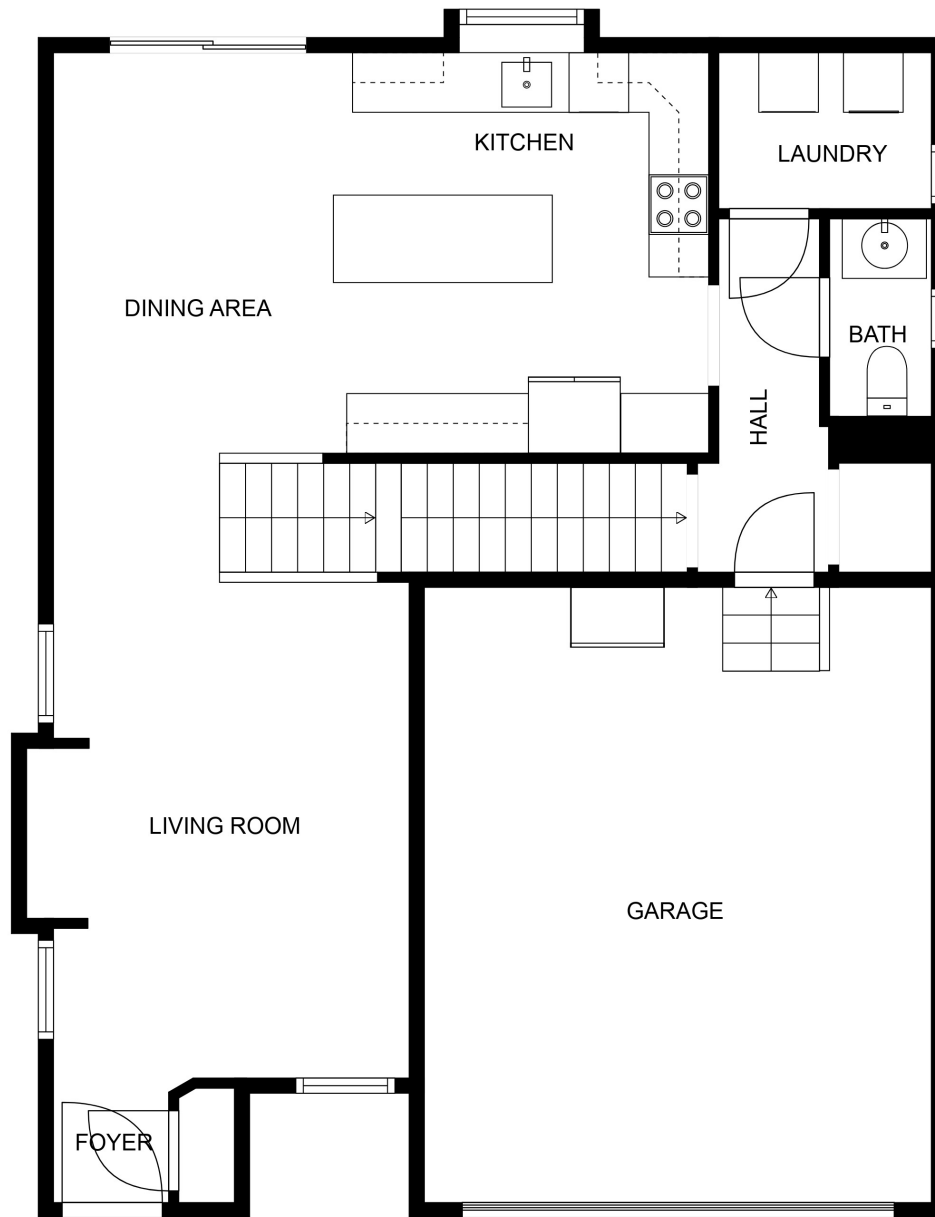 KITCHEN
LAUNDRY
DINING AREA
BATH
HALL
LIVING ROOM
GARAGE
FOYER